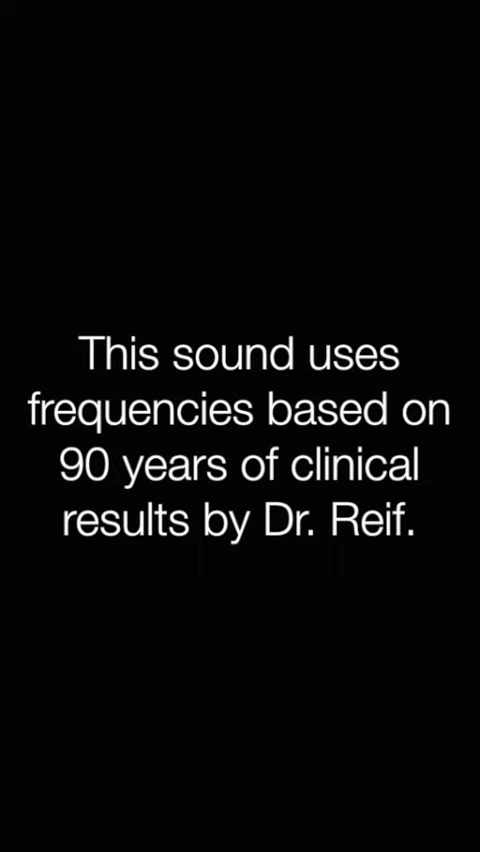 This sound uses
frequencies based on
90 years of clinical
results by Dr. Reif.